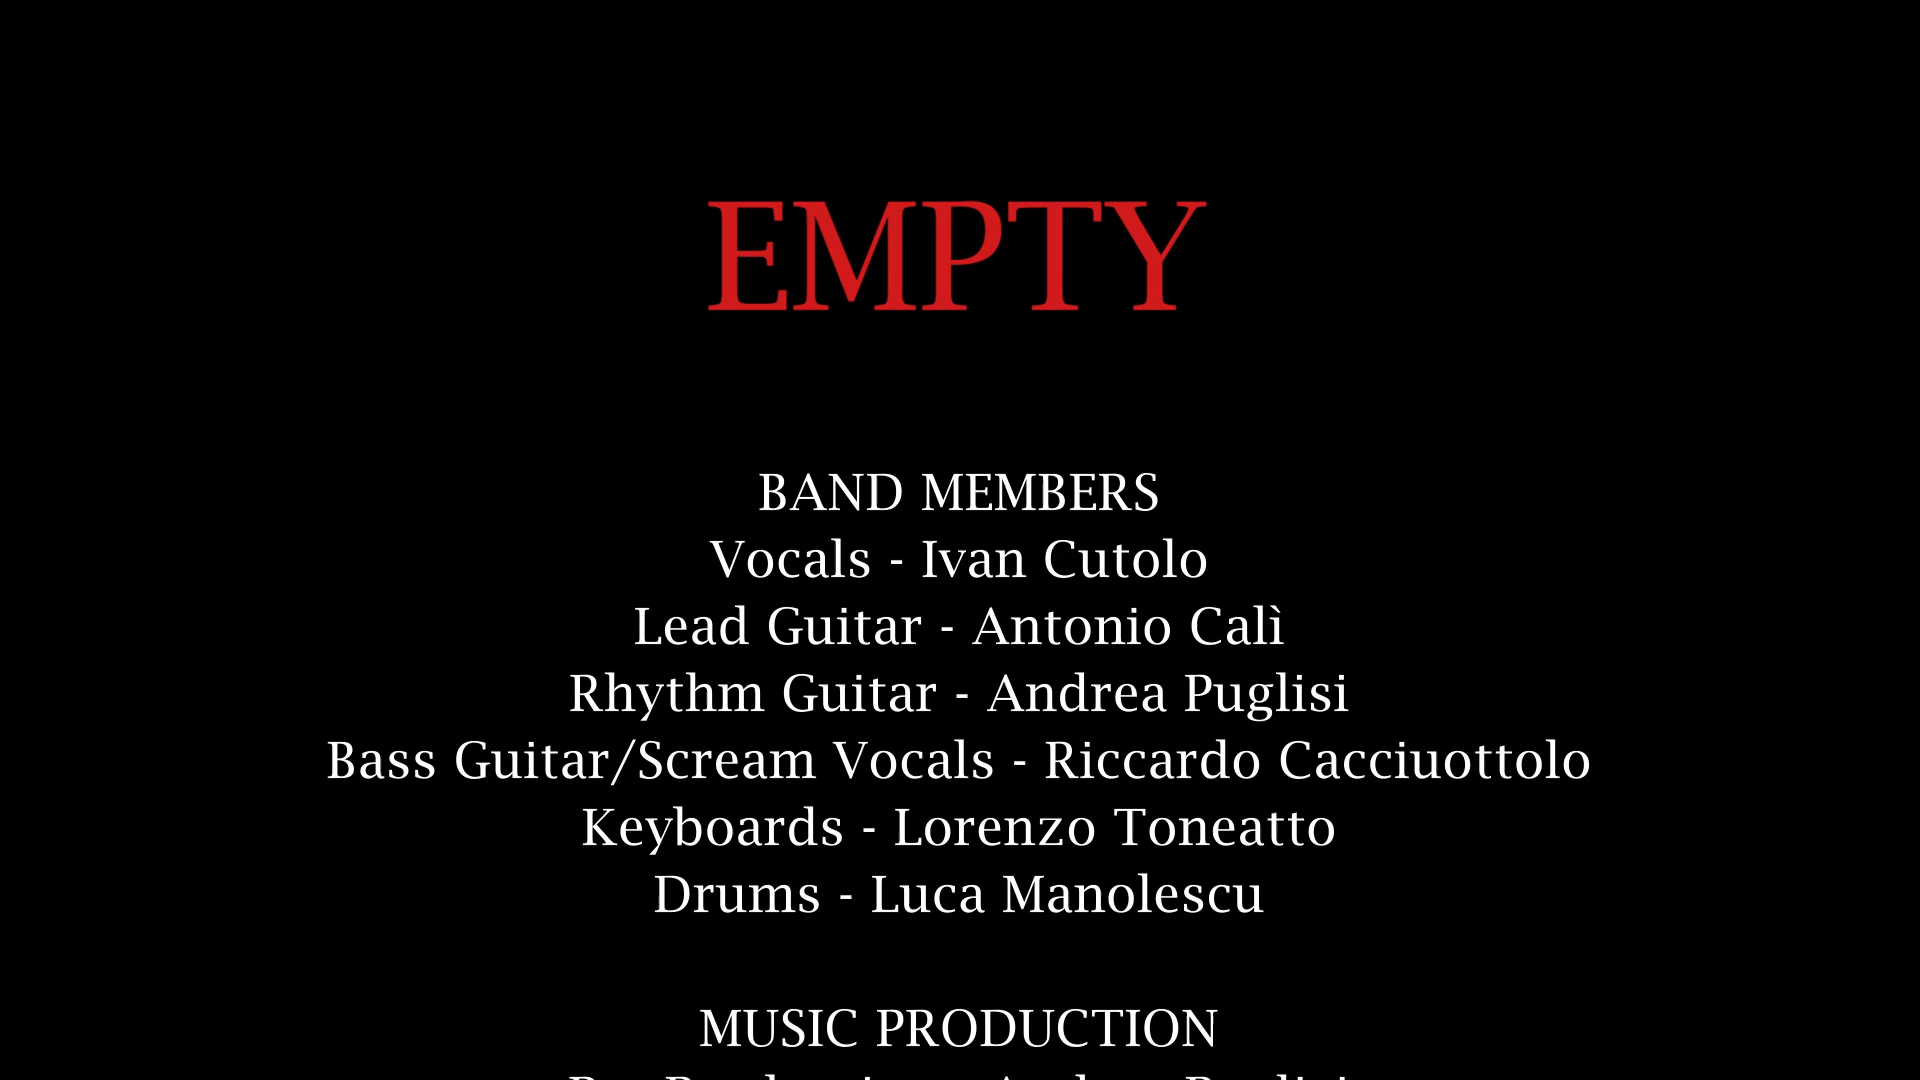 EMPTY
BAND MEMBERS
Vocals - Ivan Cutolo
Lead Guitar - Antonio Calì
Rhythm Guitar - Andrea Puglisi
Bass Guitar/Scream Vocals - Riccardo Cacciuottolo
Keyboards - Lorenzo Toneatto
Drums - Luca Manolescu
MUSIC PRODUCTION